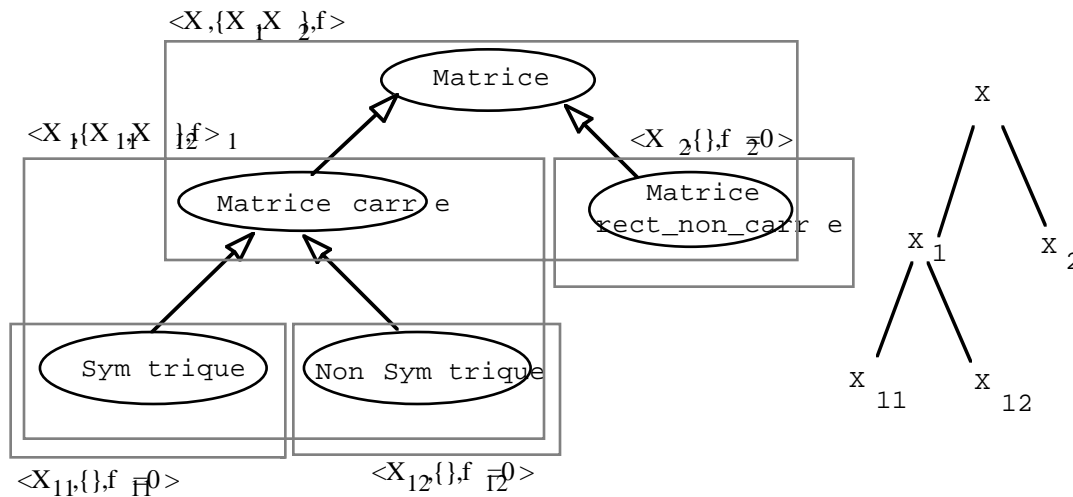 <X,{X1,X2},f>
Matrice
<X1,{X11,X12},f1>
<X2,{},f2=0>
Matrice carr e
Matrice
rect_non_carr e
Sym trique
Non Sym trique
<X11,{},f11=0>
<X12,{},f12=0>
X
X1
X2
X11
X12